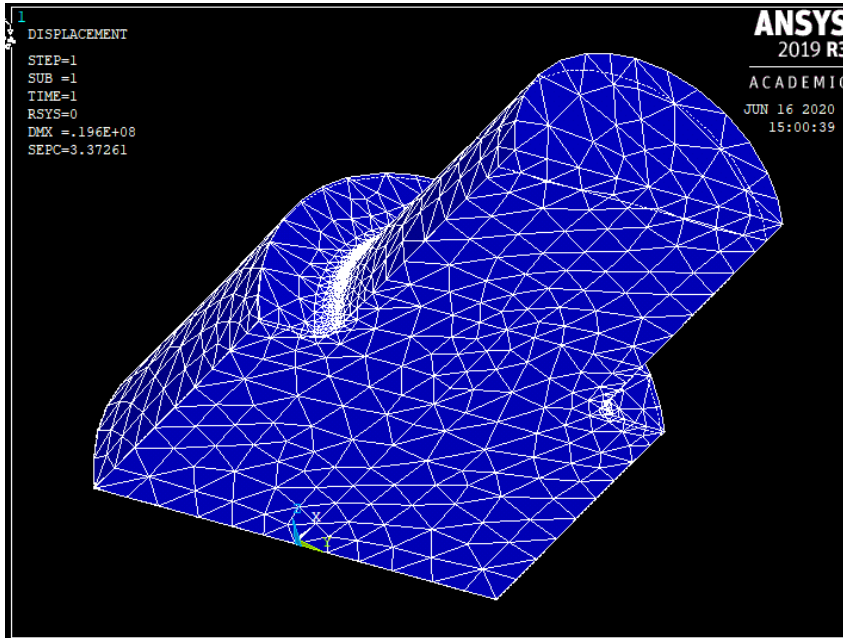 1
DISPLACEMENT
STEP=1
SUB =1
TIME=1
RSYS=0
DMX =.196E+08
SEPC=3.37261
ANSYS
2019 R3
ACADEMIC
JUN 16 2020
15:00:39
Z
X
Y